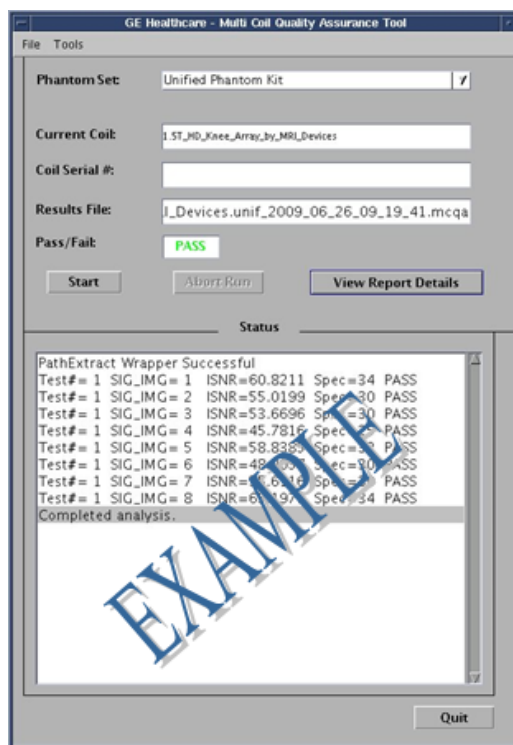 GE Healthcare - Multi Coil Quality Assurance Tool
File Tools
Phantom Set: Unified Phantom Kit
Current Coil: 1.5T_HD_Knee_Array_by_MRI_Devices
Coil Serial #:
Results File: I_Devices.unif_2009_06_26_09_19_41.mcqa
Pass/Fail: PASS
Start Abort Run View Report Details
Status
PathExtract Wrapper Successful
Test#= 1 SIG_IMG= 1 ISNR=60.8211 Spec=34 PASS
Test#= 1 SIG_IMG= 2 ISNR=55.0199 Spec=30 PASS
Test#= 1 SIG_IMG= 3 ISNR=53.6696 Spec=30 PASS
Test#= 1 SIG_IMG= 4 ISNR=45.7816 PASS
Test#= 1 SIG_IMG= 5 PASS
Test#= 1 SIG_IMG= 6 PASS
Test#= 1 SIG_IMG= 7 PASS
Test#= 1 SIG_IMG= 8 Spec=34 PASS
Completed analysis.
EXAMPLE
Quit